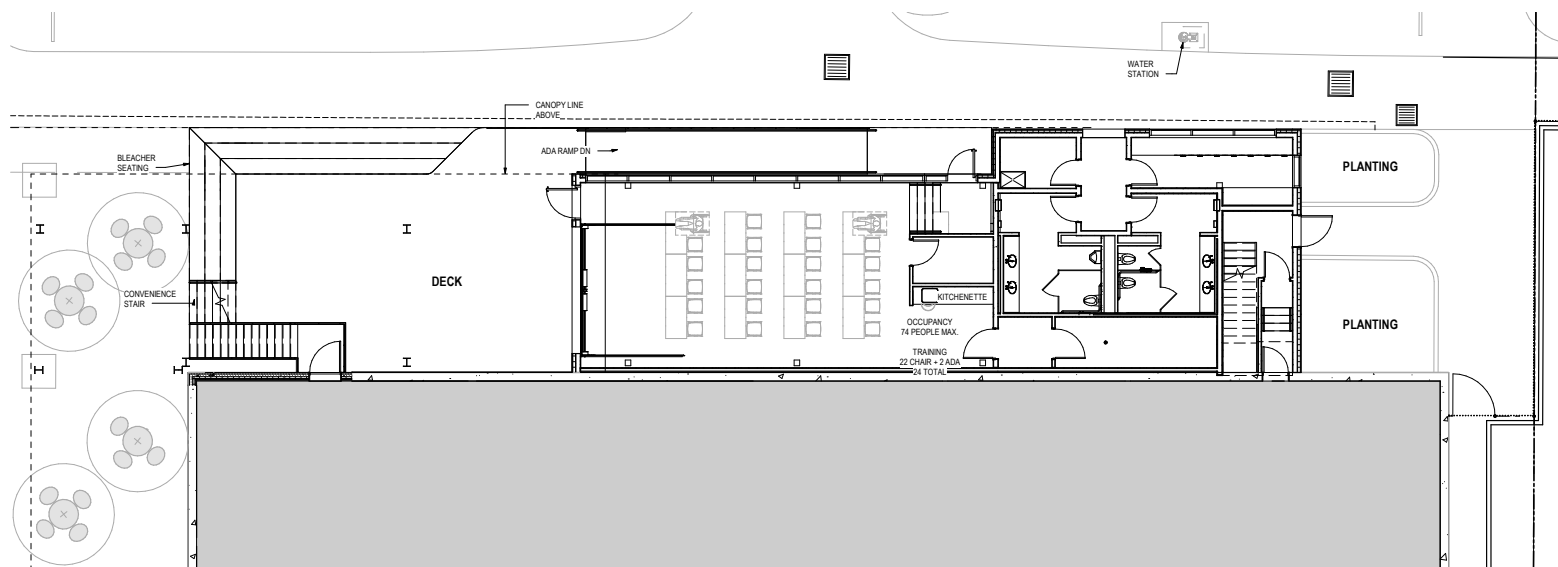 WATER
STATION
CANOPY LINE
ABOVE
BLEACHER
SEATING
ADA RAMP DN
PLANTING
DECK
CONVENIENCE
STAIR
KITCHENETTE
OCCUPANCY
74 PEOPLE MAX.
PLANTING
TRAINING
22 CHAIR + 2 ADA
24 TOTAL